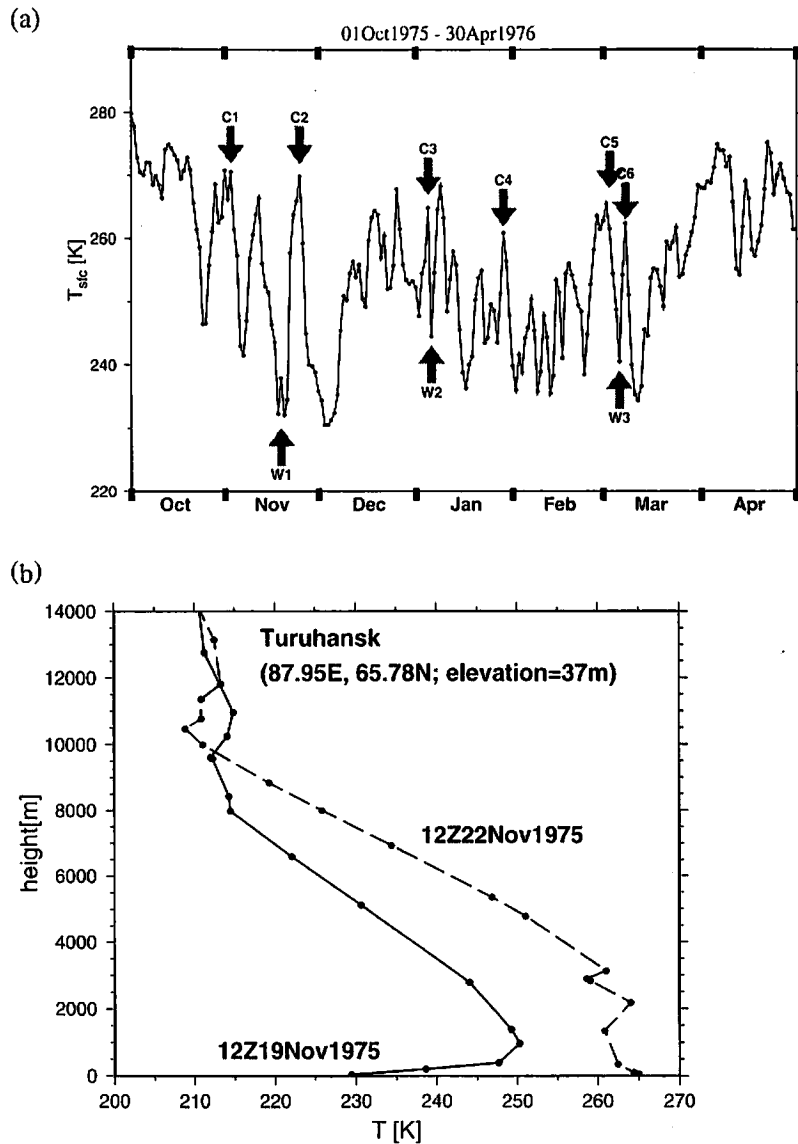 (a)
01Oct1975 - 30Apr1976
280
260
240
220
T_sfc [K]
C1
C2
C3
C4
C5
C6
W1
W2
W3
Oct Nov Dec Jan Feb Mar Apr
(b)
14000
12000
10000
8000
6000
4000
2000
0
height[m]
Turuhansk
(87.95E, 65.78N; elevation=37m)
12Z22Nov1975
12Z19Nov1975
200 210 220 230 240 250 260 270
T [K]